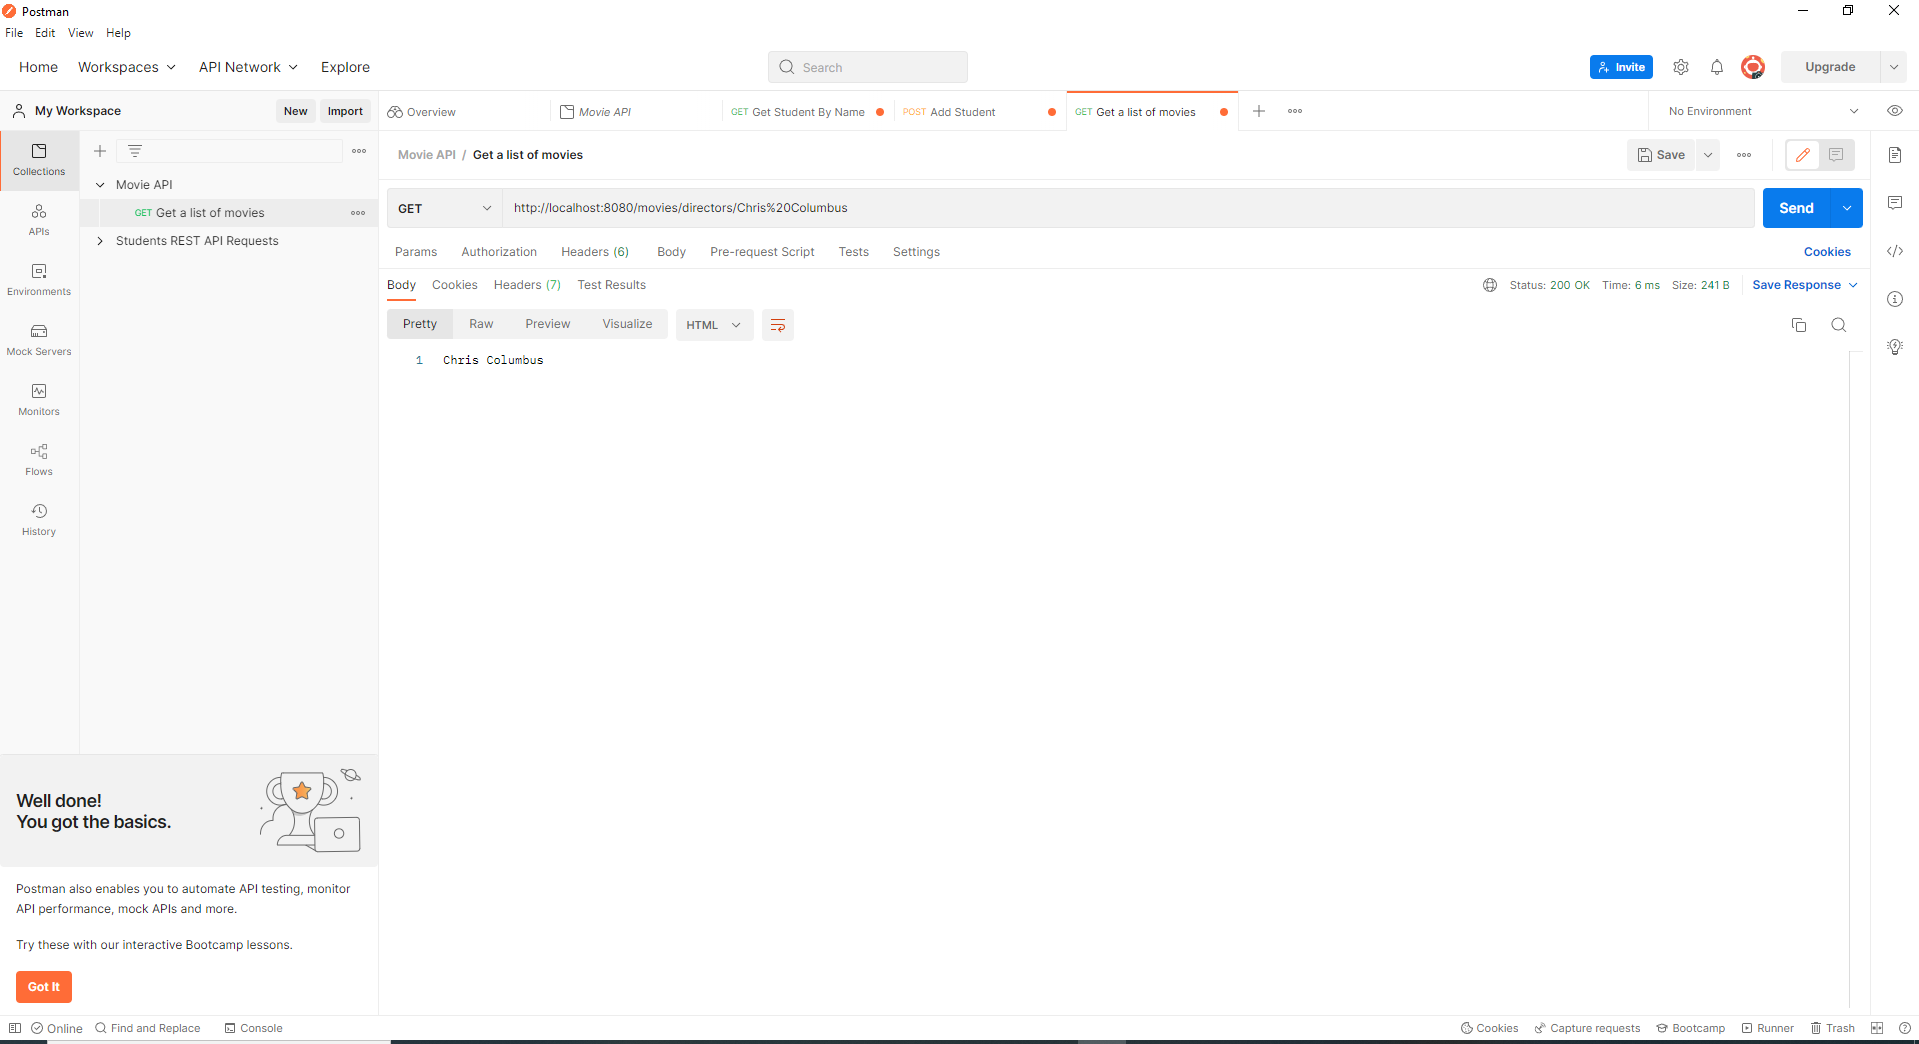 Postman
File Edit View Help
Home Workspaces API Network Explore Search Invite Upgrade
My Workspace New Import Overview Movie API GET Get Student By Name POST Add Student GET Get a list of movies No Environment
Collections
Movie API / Get a list of movies Save
Movie API
GET Get a list of movies
Students REST API Requests
GET http://localhost:8080/movies/directors/Chris%20Columbus Send
APIs
Params Authorization Headers (6) Body Pre-request Script Tests Settings Cookies
Environments
Body Cookies Headers (7) Test Results Status: 200 OK Time: 6 ms Size: 241 B Save Response
Mock Servers
Pretty Raw Preview Visualize HTML
1 Chris Columbus
Monitors
Flows
History
Well done!
You got the basics.
Postman also enables you to automate API testing, monitor
API performance, mock APIs and more.
Try these with our interactive Bootcamp lessons.
Got It
Online Find and Replace Console Cookies Capture requests Bootcamp Runner Trash